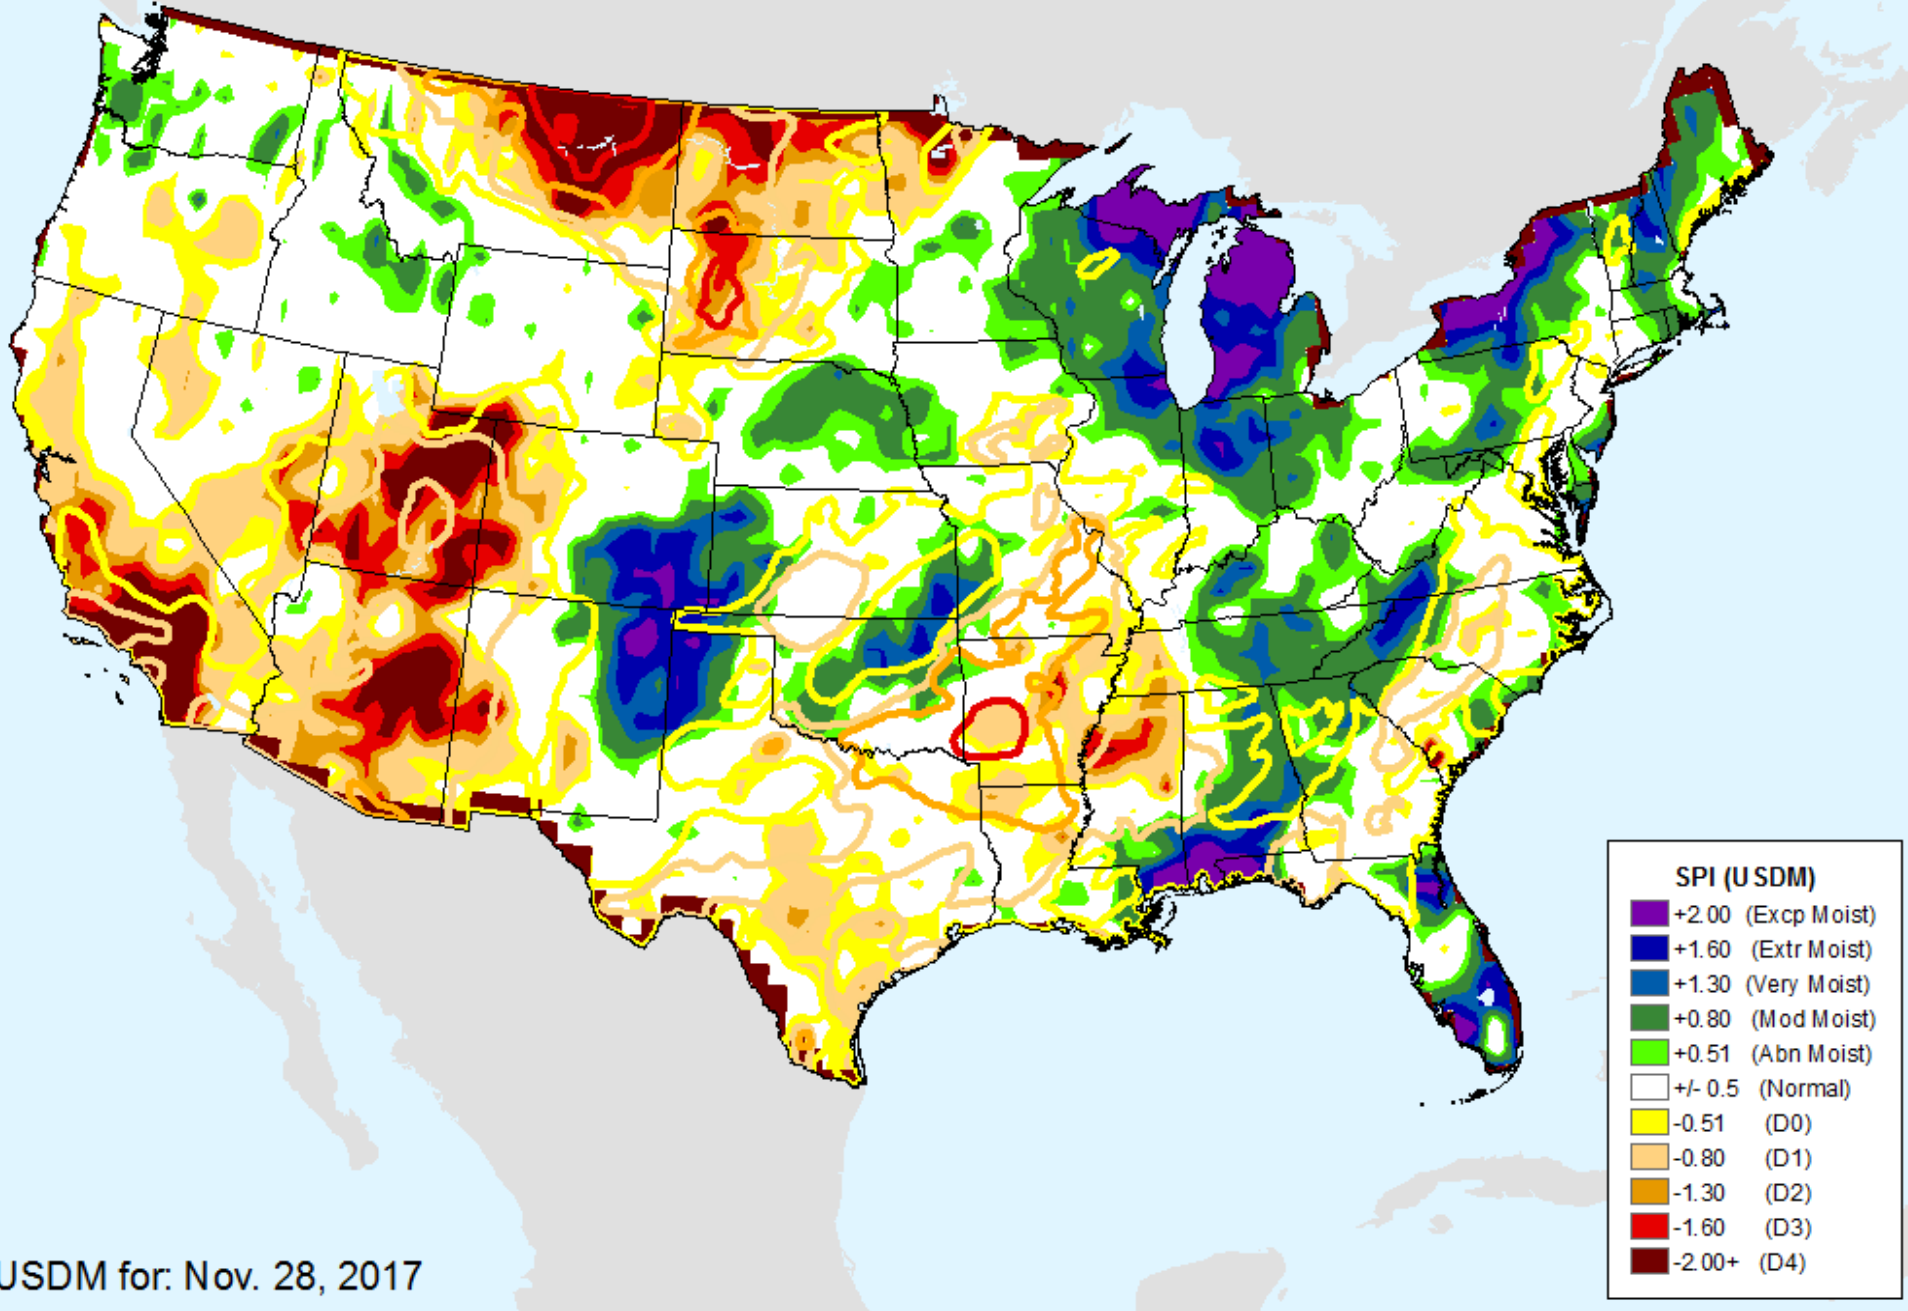 SPI (USDM)
+2.00 (Excp Moist)
+1.60 (Extr Moist)
+1.30 (Very Moist)
+0.80 (Mod Moist)
+0.51 (Abn Moist)
+/- 0.5 (Normal)
-0.51 (D0)
-0.80 (D1)
-1.30 (D2)
-1.60 (D3)
-2.00+ (D4)
USDM for: Nov. 28, 2017